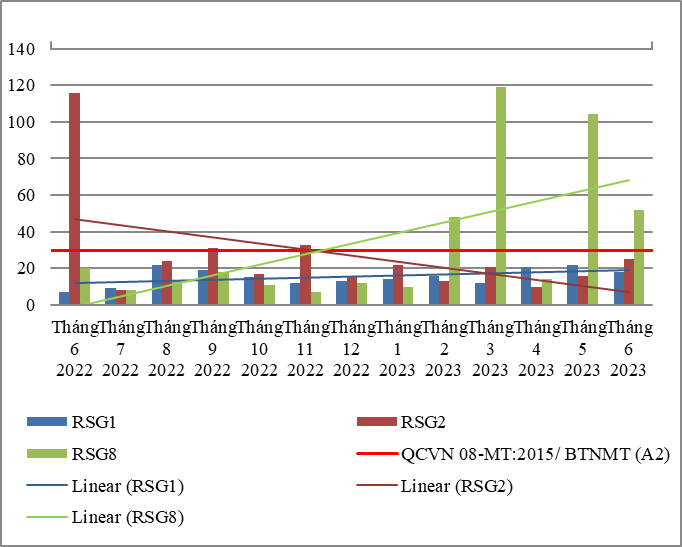 140
120
100
80
60
40
20
0
Tháng Tháng Tháng Tháng Tháng Tháng Tháng Tháng Tháng Tháng Tháng Tháng Tháng
6 7 8 9 10 11 12 1 2 3 4 5 6
2022 2022 2022 2022 2022 2022 2022 2023 2023 2023 2023 2023 2023
RSG1 RSG2
RSG8 QCVN 08-MT:2015/ BTNMT (A2)
Linear (RSG1) Linear (RSG2)
Linear (RSG8)